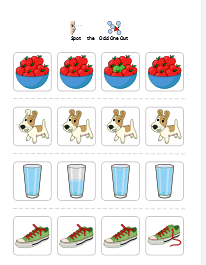 Spot the Odd One Out